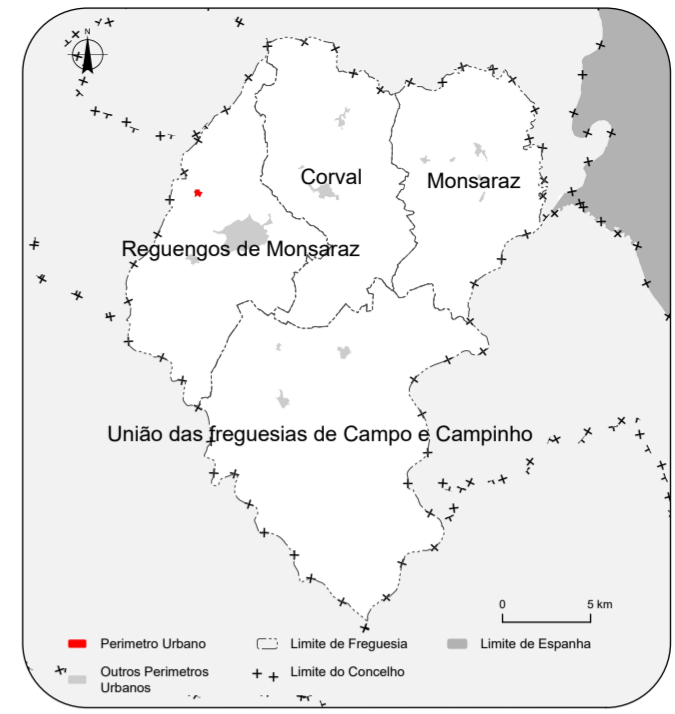 N
Corval
Monsaraz
Reguengos de Monsaraz
União das freguesias de Campo e Campinho
0 5 km
Perimetro Urbano
Limite de Freguesia
Limite de Espanha
Outros Perimetros
Urbanos
Limite do Concelho